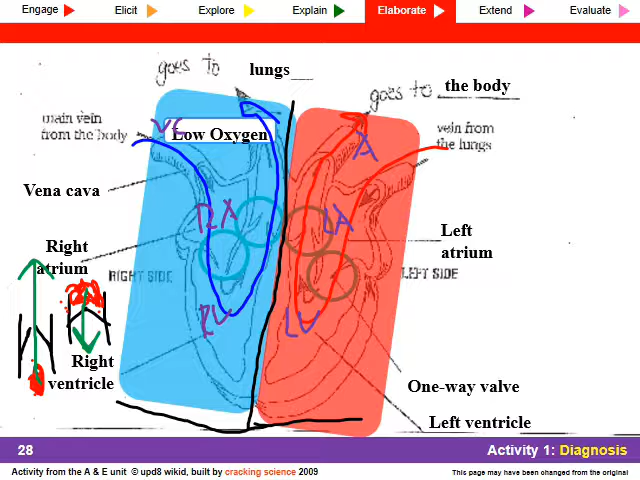 Engage Elicit Explore Explain Elaborate Extend Evaluate
goes to lungs__
goes to the body
main vein
from the body
VC
Low Oxygen
A
vein from
the lungs
Vena cava
RA
LA
Right
atrium
Left
atrium
RIGHT SIDE
LEFT SIDE
RV
LV
Right
ventricle
One-way valve
Left ventricle
28
Activity 1: Diagnosis
Activity from the A & E unit © upd8 wikid, built by cracking science 2009
This page may have been changed from the original